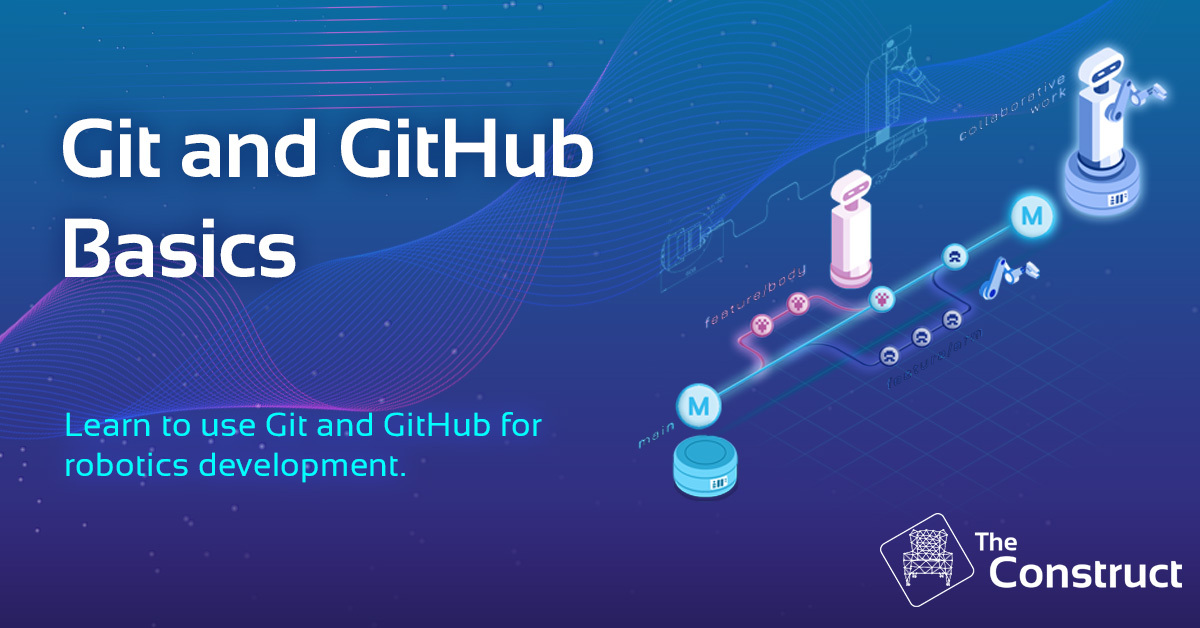 Git and GitHub
Basics
Learn to use Git and GitHub for
robotics development.
collaborative
work
M
feature/body
M
main
The
Construct